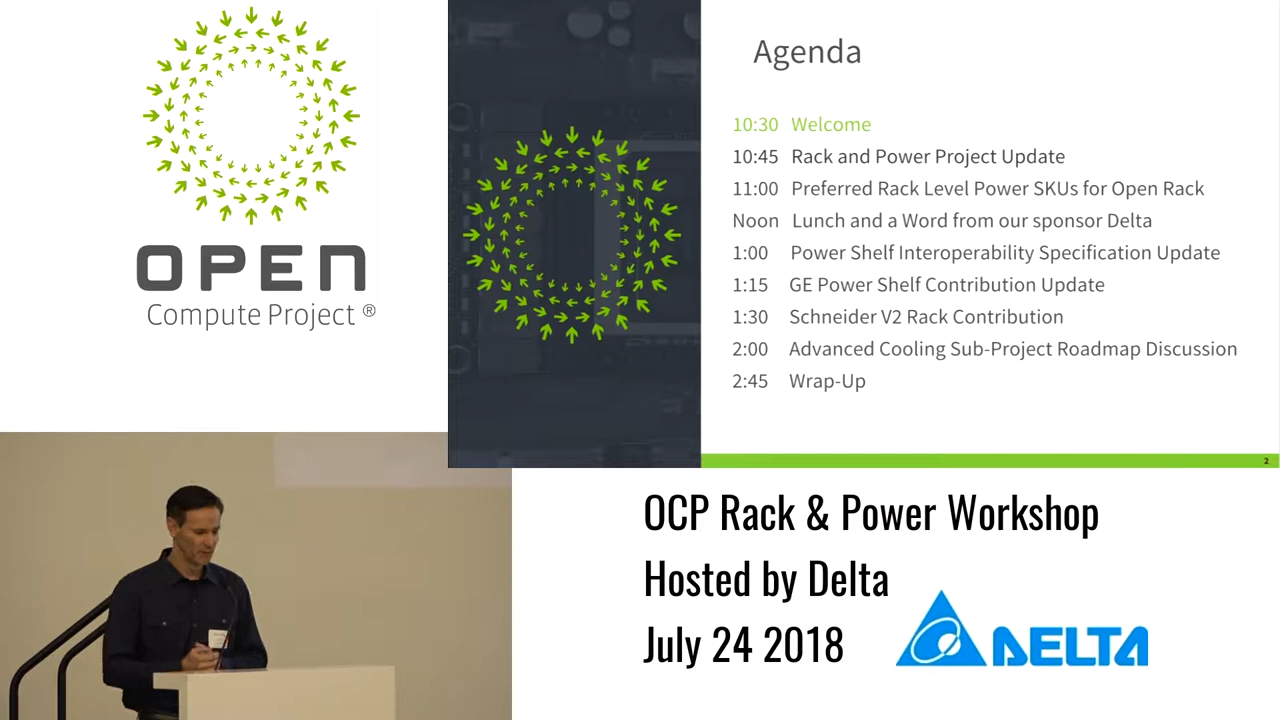 OPEN
Compute Project ®
Agenda
10:30 Welcome
10:45 Rack and Power Project Update
11:00 Preferred Rack Level Power SKUs for Open Rack
Noon Lunch and a Word from our sponsor Delta
1:00 Power Shelf Interoperability Specification Update
1:15 GE Power Shelf Contribution Update
1:30 Schneider V2 Rack Contribution
2:00 Advanced Cooling Sub-Project Roadmap Discussion
2:45 Wrap-Up
2
OCP Rack & Power Workshop
Hosted by Delta
July 24 2018
DELTA